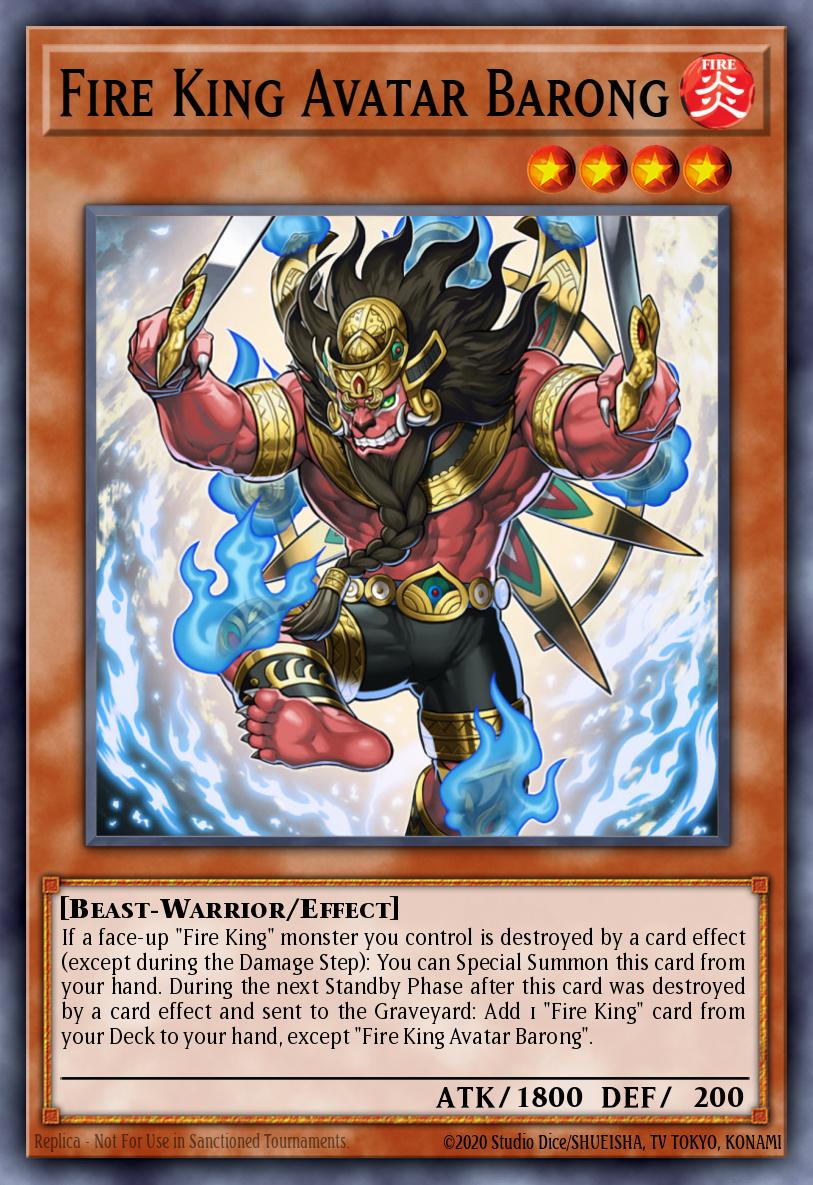 Fire King Avatar Barong
FIRE
炎
[Beast-Warrior/Effect]
If a face-up "Fire King" monster you control is destroyed by a card effect
(except during the Damage Step): You can Special Summon this card from
your hand. During the next Standby Phase after this card was destroyed
by a card effect and sent to the Graveyard: Add 1 "Fire King" card from
your Deck to your hand, except "Fire King Avatar Barong".
ATK/1800 DEF/ 200
Replica - Not For Use in Sanctioned Tournaments.
©2020 Studio Dice/SHUEISHA, TV TOKYO, KONAMI